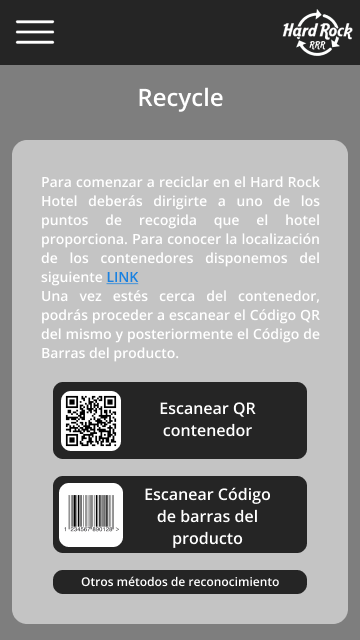 Hard Rock
RRR
Recycle
Para comenzar a reciclar en el Hard Rock
Hotel deberás dirigirte a uno de los
puntos de recogida que el hotel
proporciona. Para conocer la localización
de los contenedores disponemos del
siguiente LINK
Una vez estés cerca del contenedor,
podrás proceder a escanear el Código QR
del mismo y posteriormente el Código de
Barras del producto.
Escanear QR
contenedor
Escanear Código
de barras del
producto
1 234567 890128 >
Otros métodos de reconocimiento